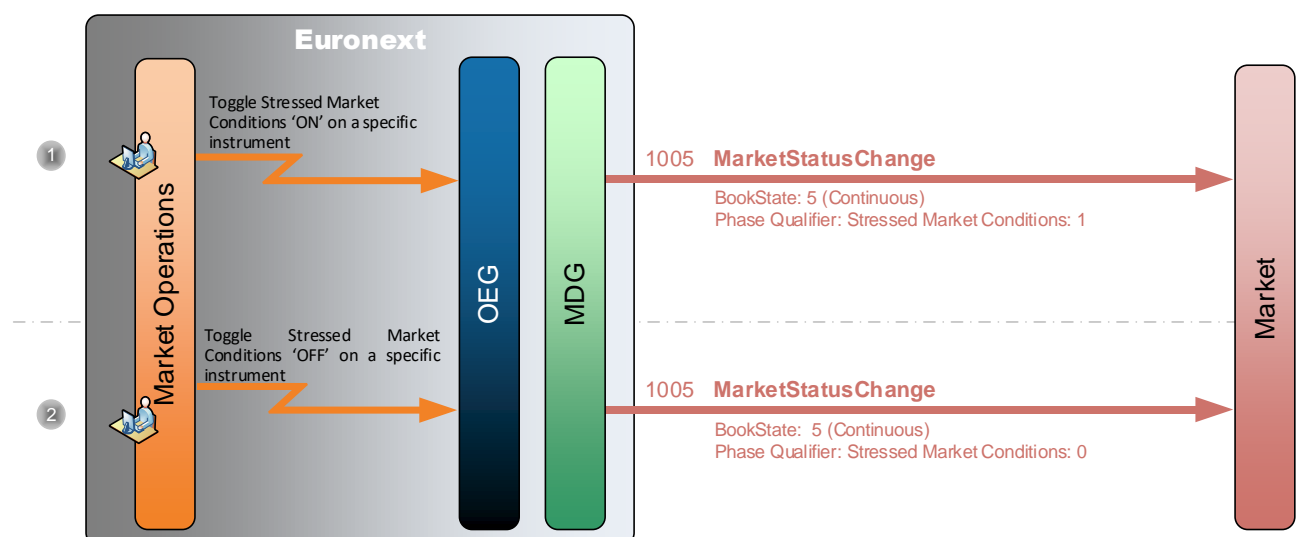 Euronext
Toggle Stressed Market
Conditions ‘ON’ on a specific
instrument
1
1005 MarketStatusChange
BookState: 5 (Continuous)
Phase Qualifier: Stressed Market Conditions: 1
Market Operations
OEG
MDG
Market
Toggle Stressed Market
Conditions ‘OFF’ on a specific
instrument
2
1005 MarketStatusChange
BookState: 5 (Continuous)
Phase Qualifier: Stressed Market Conditions: 0